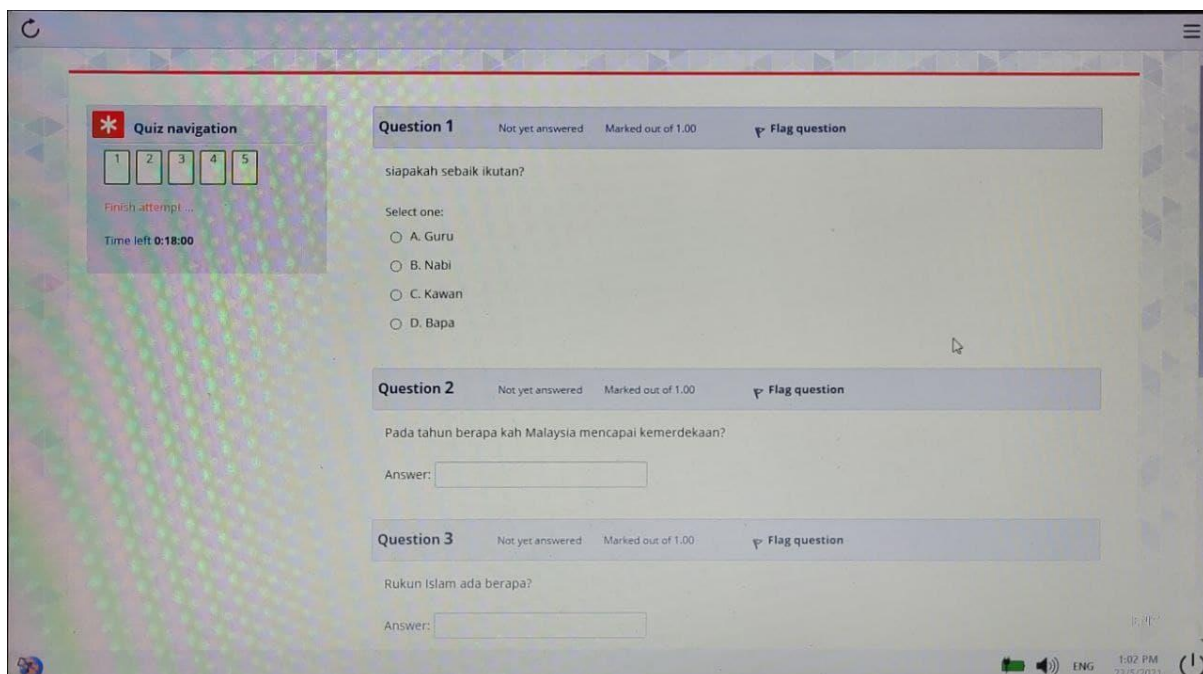 Quiz navigation
1 2 3 4 5
Finish attempt ...
Time left 0:18:00
Question 1 Not yet answered Marked out of 1.00 Flag question
siapakah sebaik ikutan?
Select one:
A. Guru
B. Nabi
C. Kawan
D. Bapa
Question 2 Not yet answered Marked out of 1.00 Flag question
Pada tahun berapa kah Malaysia mencapai kemerdekaan?
Answer:
Question 3 Not yet answered Marked out of 1.00 Flag question
Rukun Islam ada berapa?
Answer:
ENG 1:02 PM